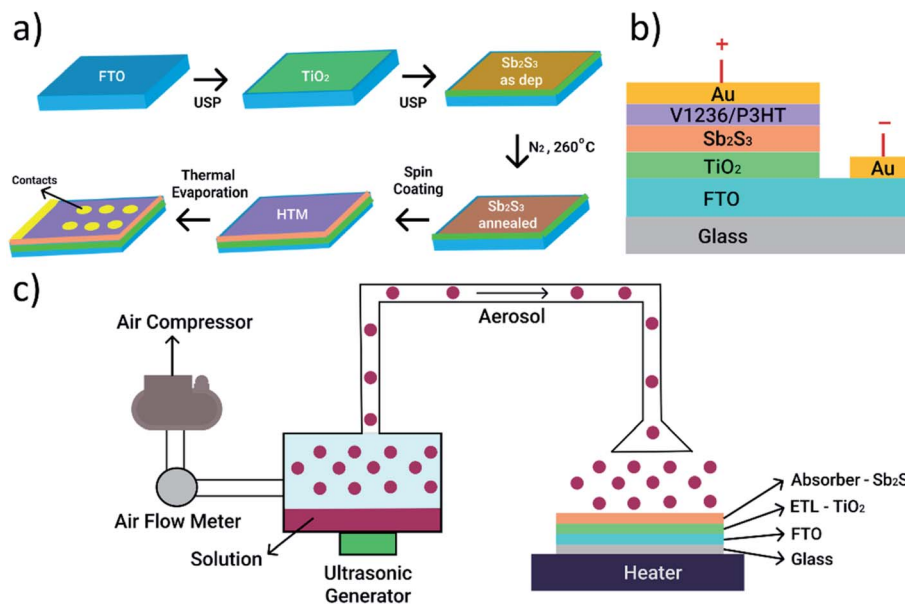 a)
FTO
USP
TiO₂
USP
Sb₂S₃
as dep
N₂ , 260°C
Sb₂S₃
annealed
Spin
Coating
HTM
Thermal
Evaporation
Contacts
b)
+
Au
V1236/P3HT
Sb₂S₃
TiO₂
FTO
Glass
−
Au
c)
Air Compressor
Air Flow Meter
Solution
Ultrasonic
Generator
Aerosol
Absorber - Sb₂S
ETL - TiO₂
FTO
Glass
Heater